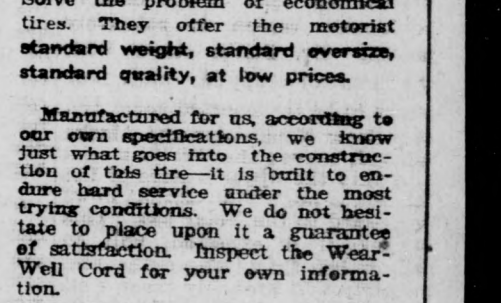 Solve the problem of economical
tires. They offer the motorist
standard weight, standard oversize,
standard quality, at low prices.
Manufactured for us, according to
our own specifications, we know
just what goes into the construc-
tion of this tire—it is built to en-
dure hard service under the most
trying conditions. We do not hesi-
tate to place upon it a guarantee
of satisfaction. Inspect the Wear-
Well Cord for your own informa-
tion.